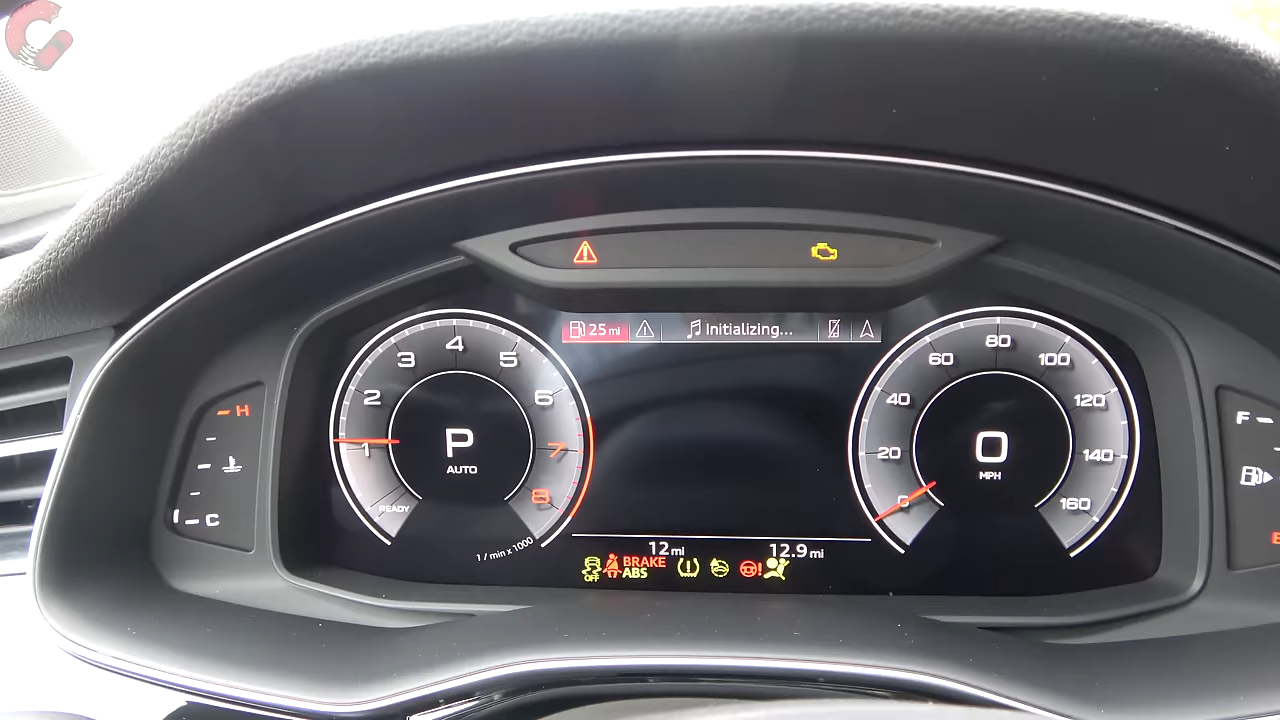 25 mi
Initializing...
1
2
3
4
5
6
7
8
READY
1 / min x 1000
P
AUTO
0
20
40
60
80
100
120
140
160
0
MPH
H
C
F
12 mi
12.9 mi
OFF
BRAKE
ABS